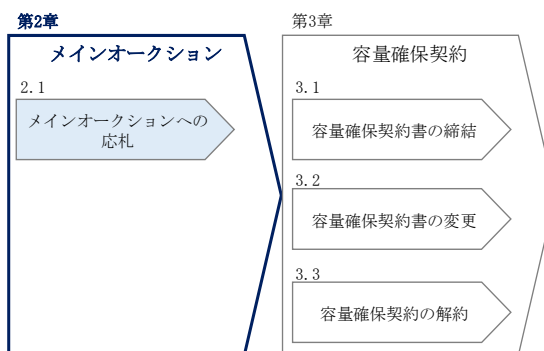 第2章
メインオークション
2.1
メインオークションへの
応札
第3章
容量確保契約
3.1
容量確保契約書の締結
3.2
容量確保契約書の変更
3.3
容量確保契約の解約